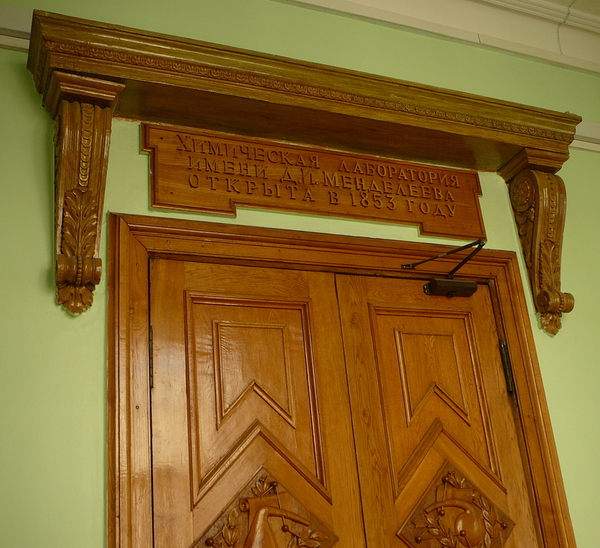 ХИМИЧЕСКАЯ ЛАБОРАТОРИЯ
ИМЕНИ Д.И. МЕНДЕЛЕЕВА
ОТКРЫТА В 1853 ГОДУ